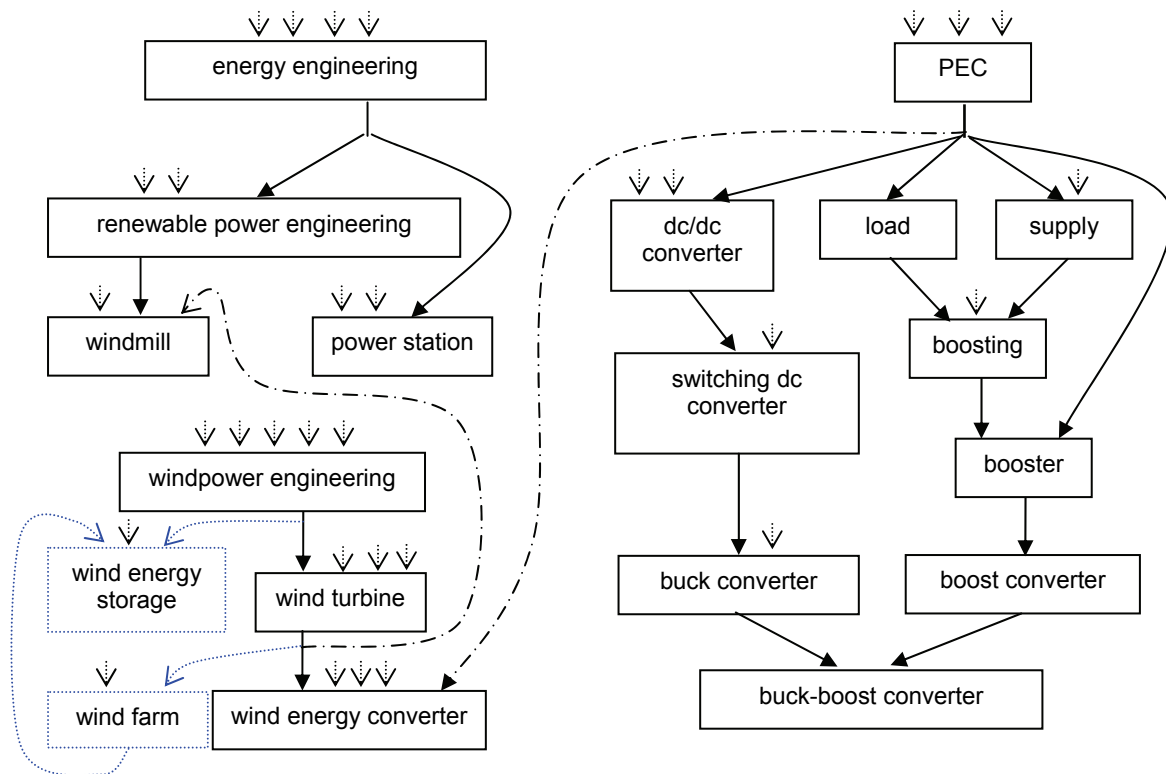 energy engineering
PEC
renewable power engineering
dc/dc
converter
load
supply
windmill
power station
boosting
switching dc
converter
windpower engineering
booster
wind energy
storage
wind turbine
buck converter
boost converter
wind farm
wind energy converter
buck-boost converter